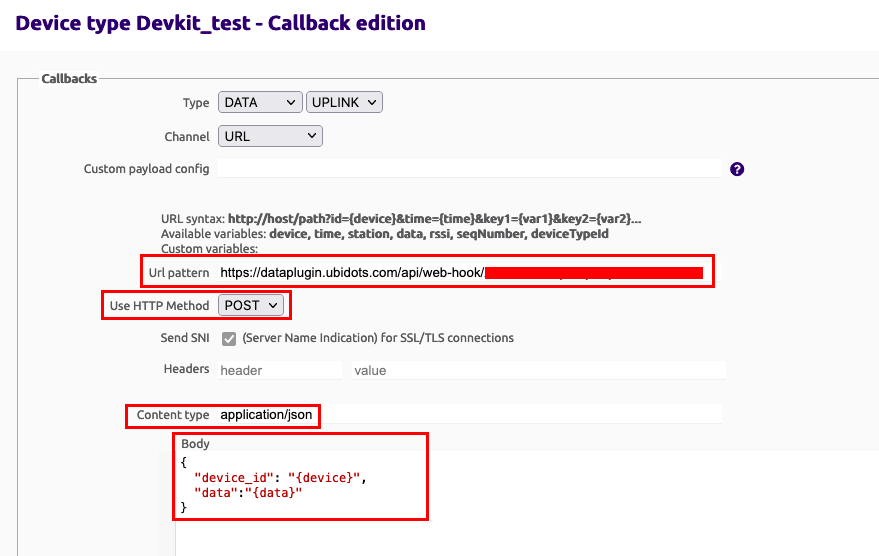 Device type Devkit_test - Callback edition
Callbacks
Type DATA UPLINK
Channel URL
Custom payload config ?
URL syntax: http://host/path?id={device}&time={time}&key1={var1}&key2={var2}...
Available variables: device, time, station, data, rssi, seqNumber, deviceTypeId
Custom variables:
Url pattern https://dataplugin.ubidots.com/api/web-hook/
Use HTTP Method POST
Send SNI (Server Name Indication) for SSL/TLS connections
Headers header value
Content type application/json
Body
{
"device_id": "{device}",
"data":"{data}"
}